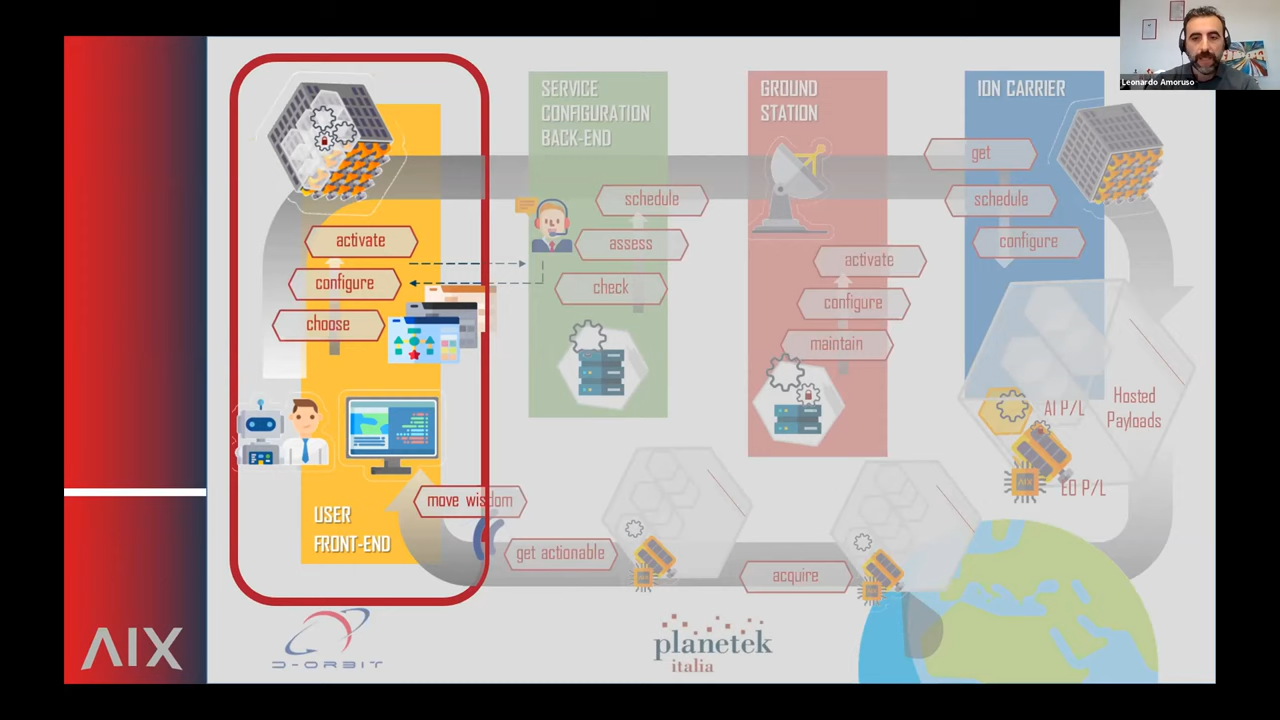 Leonardo Amoruso
SERVICE
CONFIGURATION
BACK-END
GROUND
STATION
ION CARRIER
get
schedule
configure
schedule
assess
check
activate
configure
choose
activate
configure
maintain
AI P/L
EO P/L
Hosted
Payloads
AIX
USER
FRONT-END
move wisdom
get actionable
acquire
AIX
D-ORBIT
planetek
italia